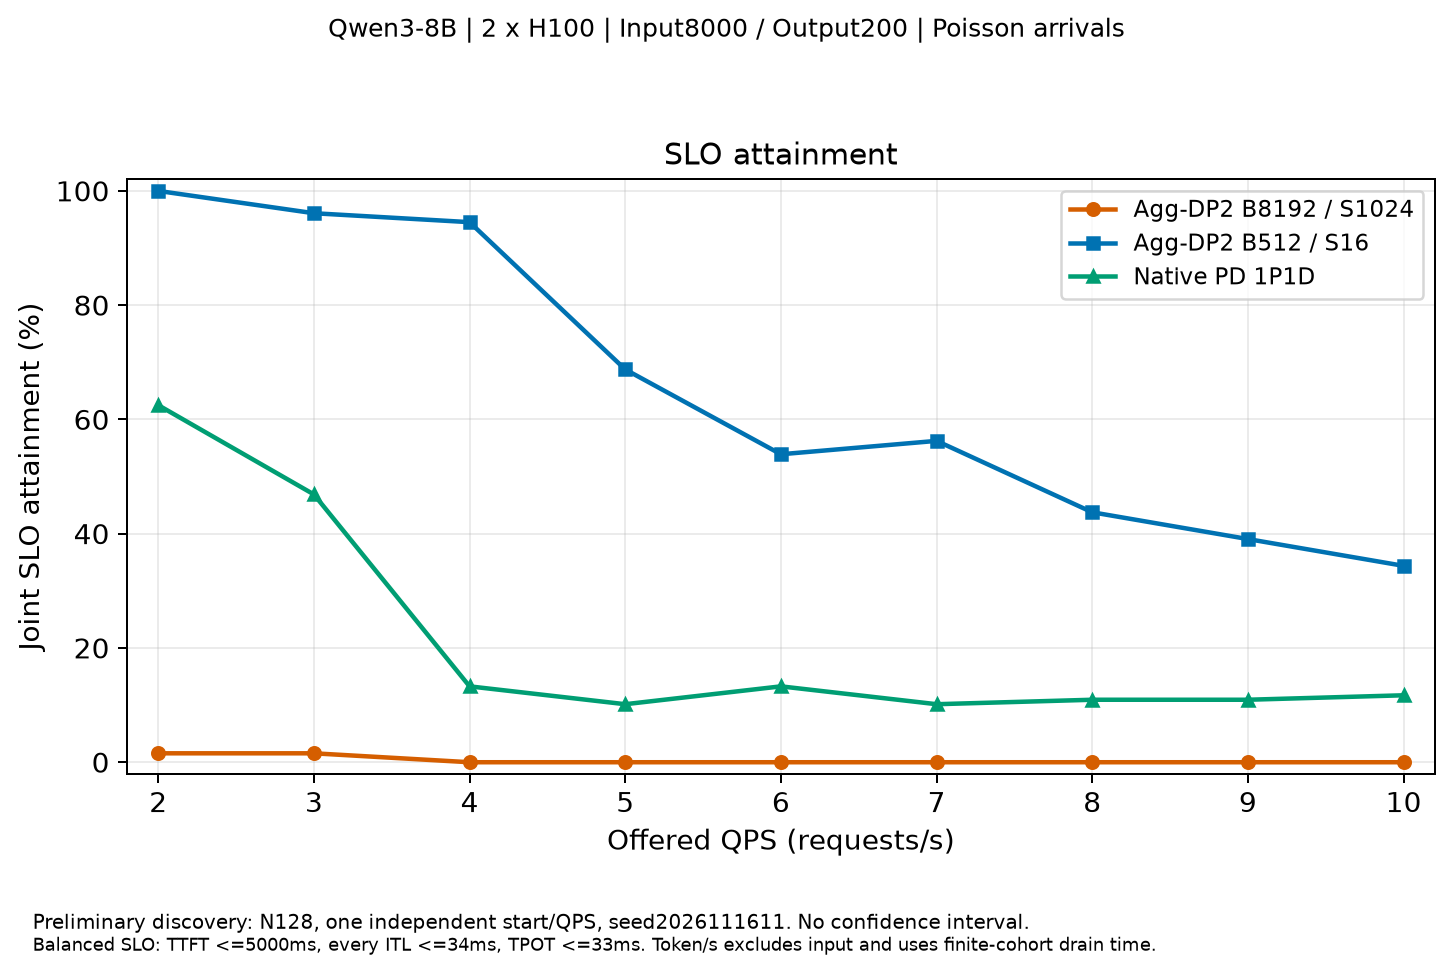 Qwen3-8B | 2 x H100 | Input8000 / Output200 | Poisson arrivals
SLO attainment
Joint SLO attainment (%)
100
80
60
40
20
0
Agg-DP2 B8192 / S1024
Agg-DP2 B512 / S16
Native PD 1P1D
2 3 4 5 6 7 8 9 10
Offered QPS (requests/s)
Preliminary discovery: N128, one independent start/QPS, seed2026111611. No confidence interval.
Balanced SLO: TTFT <=5000ms, every ITL <=34ms, TPOT <=33ms. Token/s excludes input and uses finite-cohort drain time.